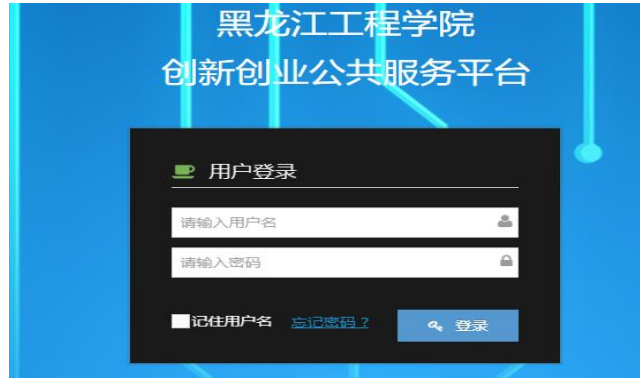 黑龙江工程学院
创新创业公共服务平台
用户登录
请输入用户名
请输入密码
记住用户名 忘记密码？ 登录